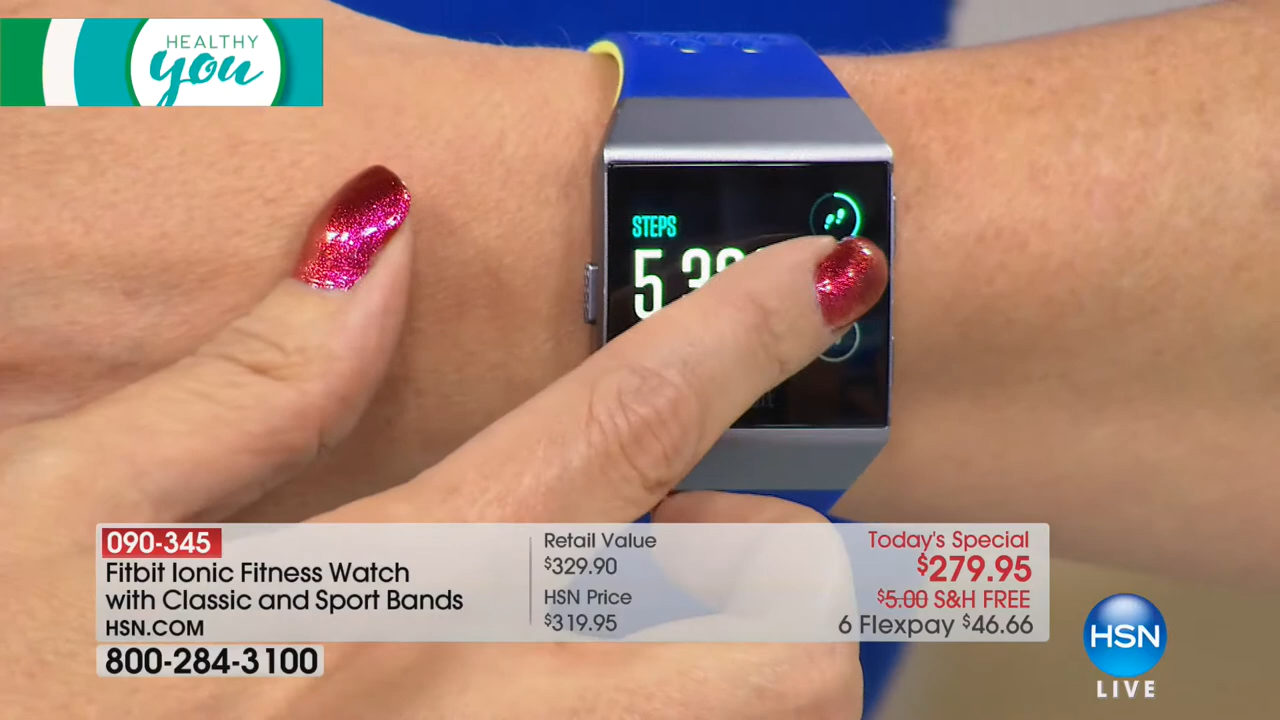 HEALTHY
you
STEPS
090-345
Fitbit Ionic Fitness Watch
with Classic and Sport Bands
HSN.COM
800-284-3100
Retail Value
$329.90
HSN Price
$319.95
Today's Special
$279.95
$5.00 S&H FREE
6 Flexpay $46.66
HSN
LIVE